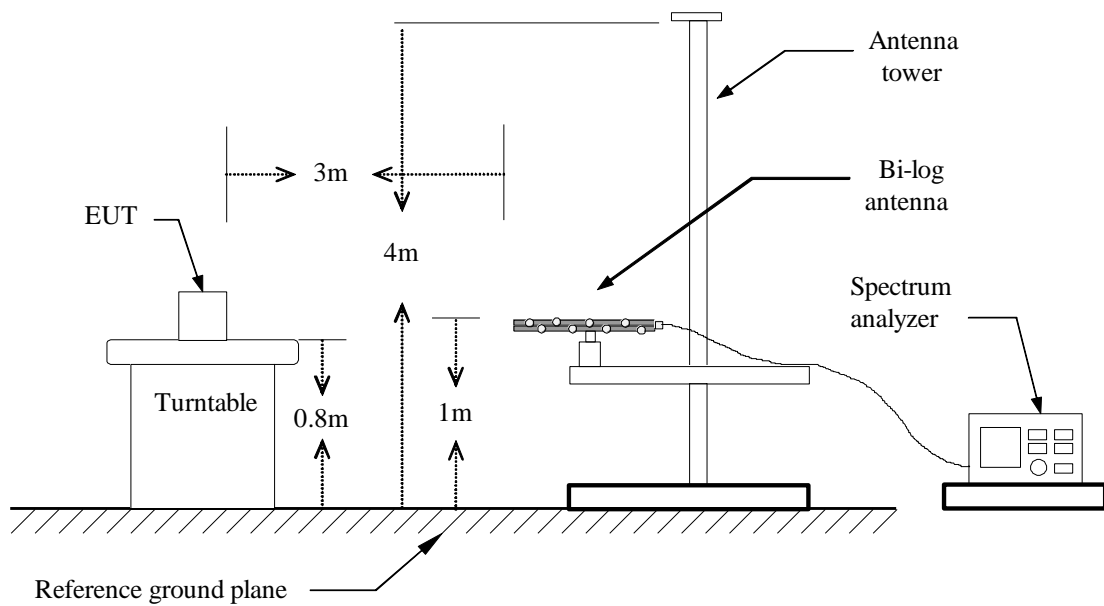 Antenna
tower
3m
Bi-log
antenna
EUT
4m
Spectrum
analyzer
Turntable
0.8m
1m
Reference ground plane